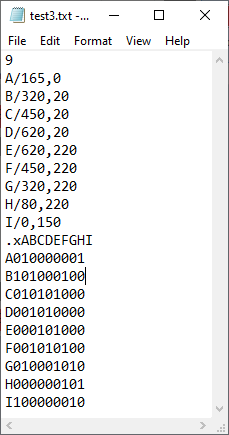 test3.txt -...
File Edit Format View Help
9
A/165,0
B/320,20
C/450,20
D/620,20
E/620,220
F/450,220
G/320,220
H/80,220
I/0,150
.xABCDEFGHI
A010000001
B101000100
C010101000
D001010000
E000101000
F001010100
G010001010
H000000101
I100000010